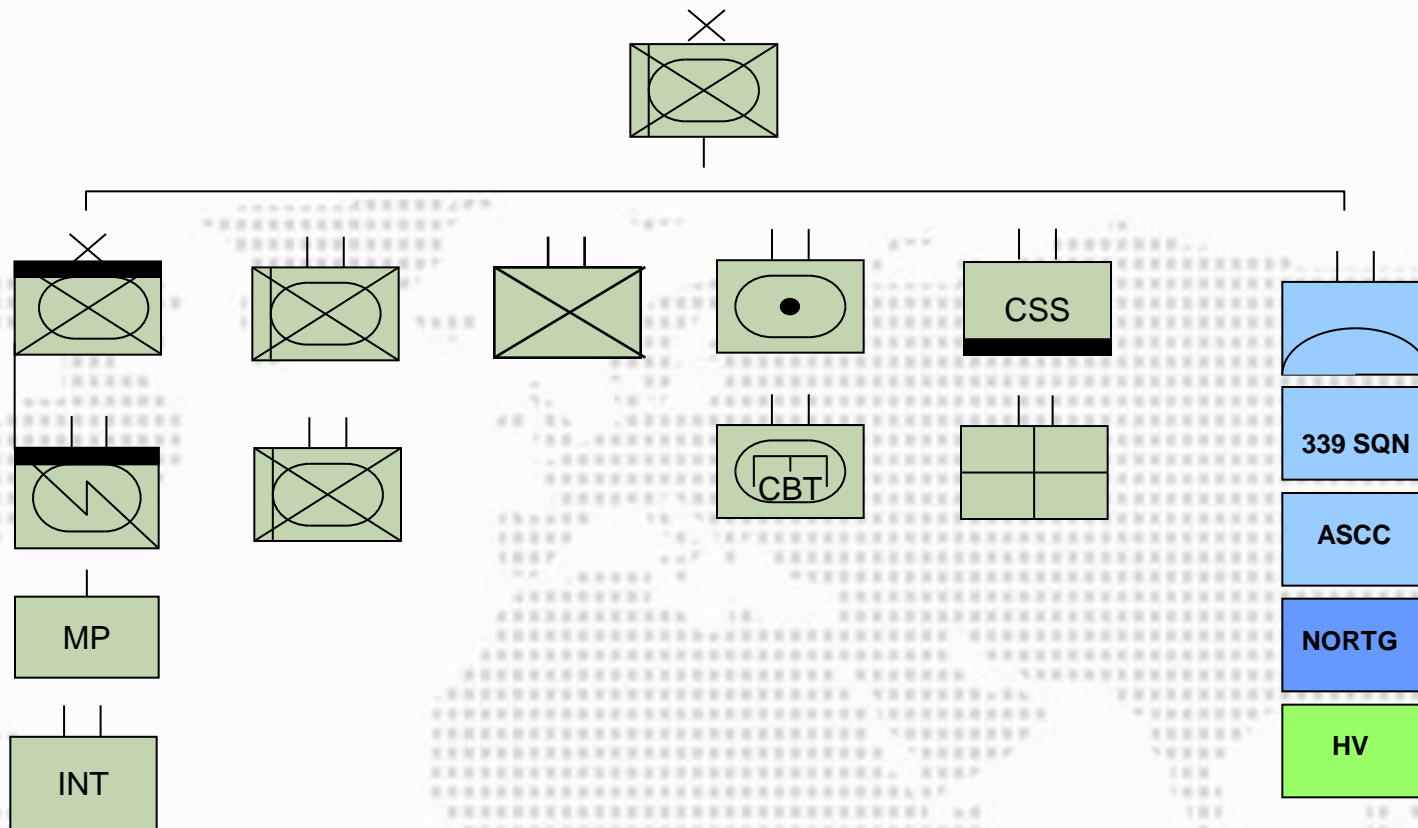 CSS
339 SQN
CBT
ASCC
MP
NORTG
INT
HV